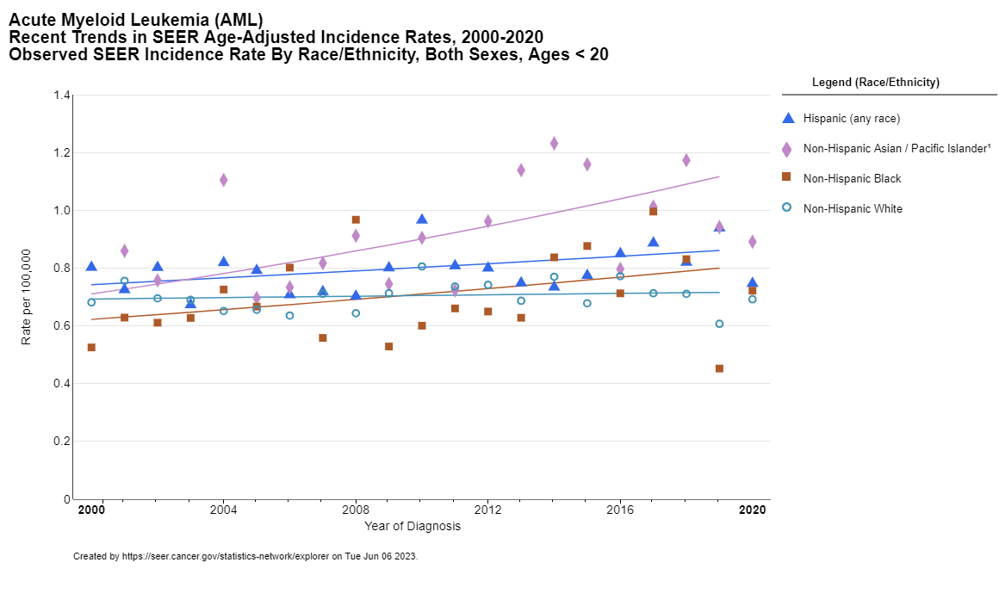 Acute Myeloid Leukemia (AML)
Recent Trends in SEER Age-Adjusted Incidence Rates, 2000-2020
Observed SEER Incidence Rate By Race/Ethnicity, Both Sexes, Ages < 20
Legend (Race/Ethnicity)
Hispanic (any race)
Non-Hispanic Asian / Pacific Islander¹
Non-Hispanic Black
Non-Hispanic White
Rate per 100,000
1.4
1.2
1.0
0.8
0.6
0.4
0.2
0
2000 2004 2008 2012 2016 2020
Year of Diagnosis
Created by https://seer.cancer.gov/statistics-network/explorer on Tue Jun 06 2023.